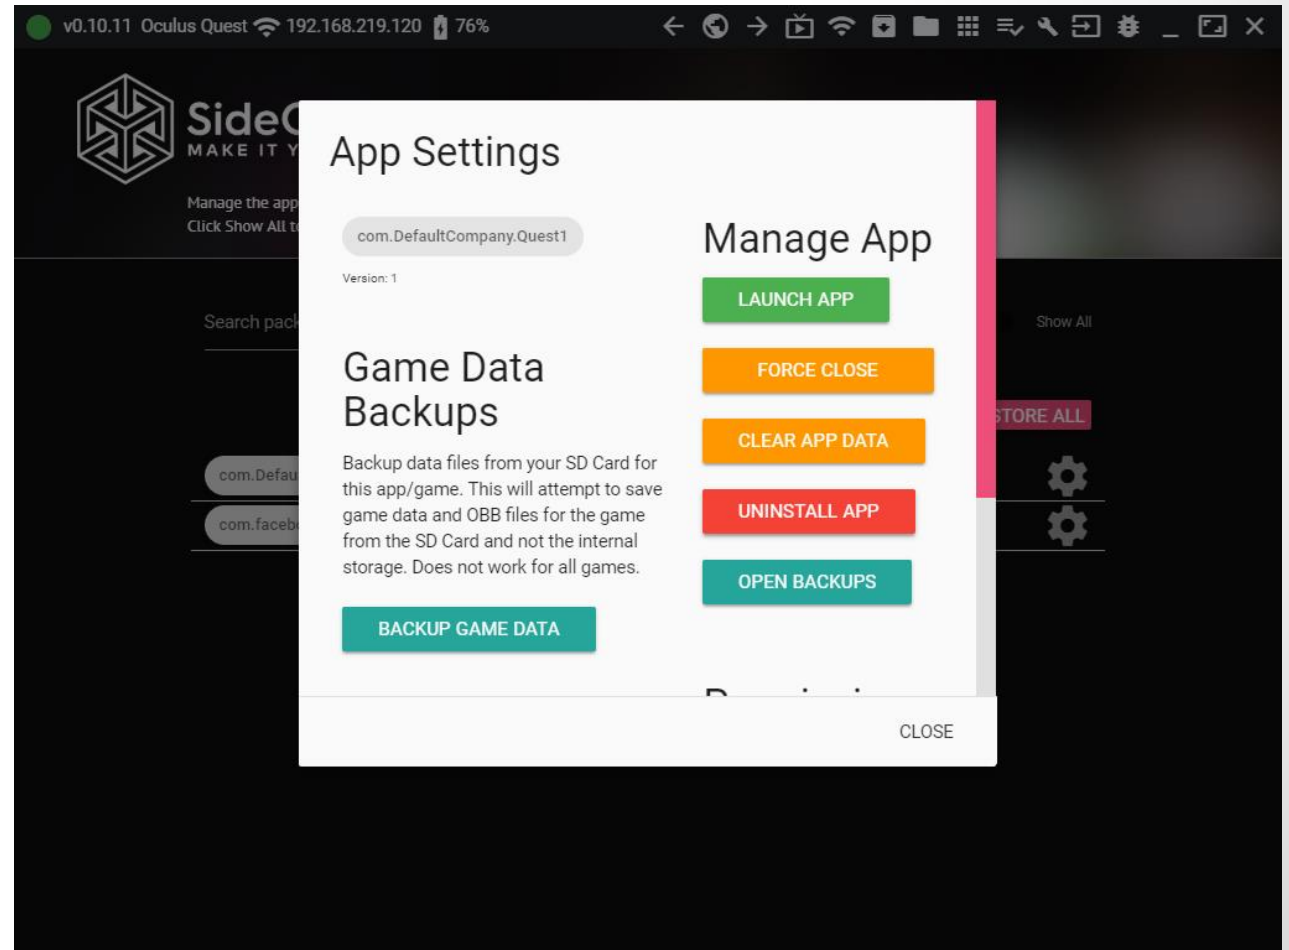 v0.10.11 Oculus Quest 192.168.219.120 76%
Manage the app
Click Show All
Search pack
Show All
STORE ALL
com.Defau
com.faceb
App Settings
com.DefaultCompany.Quest1
Version: 1
Game Data
Backups
Backup data files from your SD Card for
this app/game. This will attempt to save
game data and OBB files for the game
from the SD Card and not the internal
storage. Does not work for all games.
BACKUP GAME DATA
Manage App
LAUNCH APP
FORCE CLOSE
CLEAR APP DATA
UNINSTALL APP
OPEN BACKUPS
CLOSE